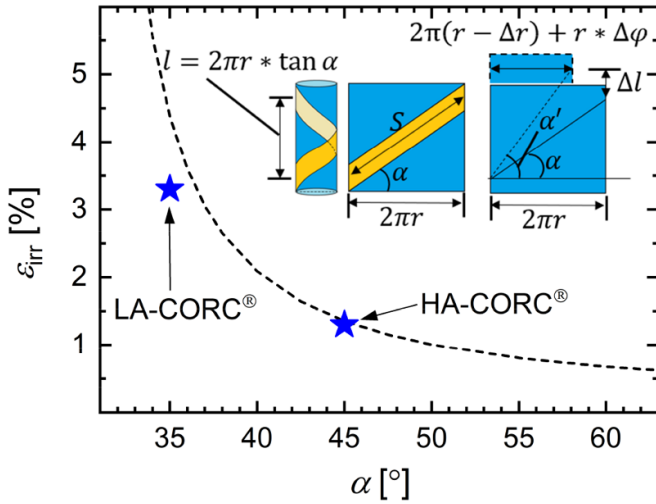 2π(r − Δr) + r * Δφ
l = 2πr * tan α
S
α
2πr
Δl
α′
α
2πr
LA-CORC®
HA-CORC®
εirr [%]
5
4
3
2
1
35 40 45 50 55 60
α [°]